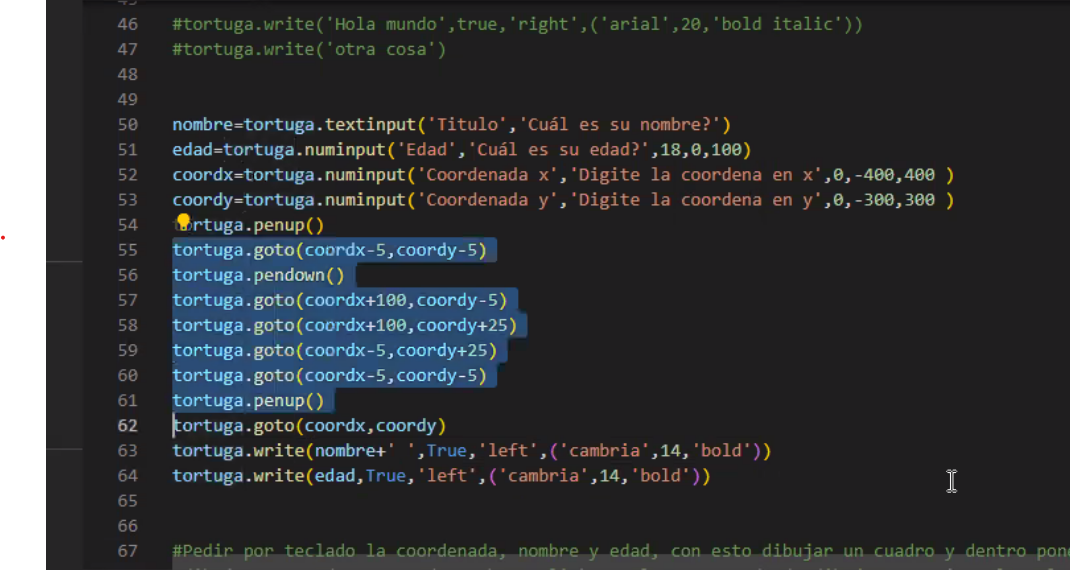 46 #tortuga.write('Hola mundo',true,'right',('arial',20,'bold italic'))
47 #tortuga.write('otra cosa')
48
49
50 nombre=tortuga.textinput('Titulo','Cuál es su nombre?')
51 edad=tortuga.numinput('Edad','Cuál es su edad?',18,0,100)
52 coordx=tortuga.numinput('Coordenada x','Digite la coordena en x',0,-400,400 )
53 coordy=tortuga.numinput('Coordenada y','Digite la coordena en y',0,-300,300 )
54 tortuga.penup()
55 tortuga.goto(coordx-5,coordy-5)
56 tortuga.pendown()
57 tortuga.goto(coordx+100,coordy-5)
58 tortuga.goto(coordx+100,coordy+25)
59 tortuga.goto(coordx-5,coordy+25)
60 tortuga.goto(coordx-5,coordy-5)
61 tortuga.penup()
62 tortuga.goto(coordx,coordy)
63 tortuga.write(nombre+' ',True,'left',('cambria',14,'bold'))
64 tortuga.write(edad,True,'left',('cambria',14,'bold'))
65
66
67 #Pedir por teclado la coordenada, nombre y edad, con esto dibujar un cuadro y dentro pon